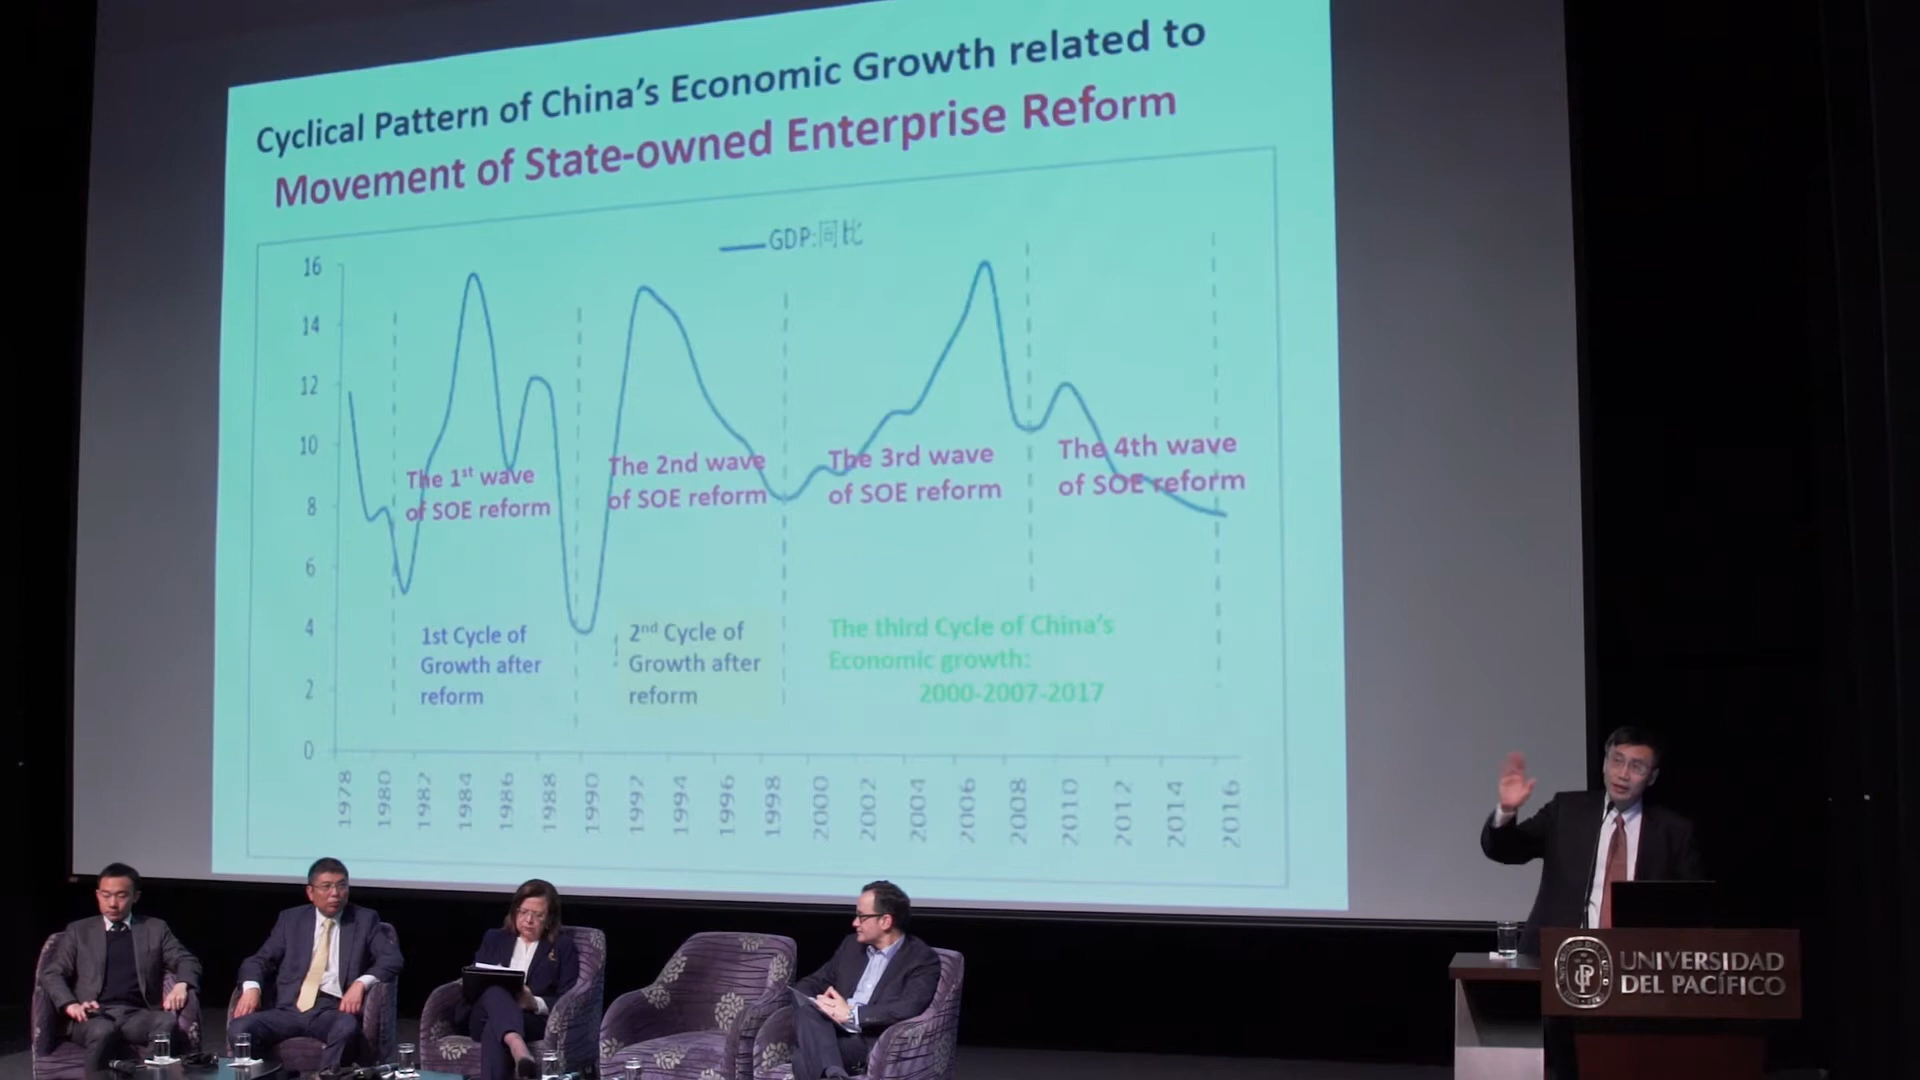 Cyclical Pattern of China's Economic Growth related to
Movement of State-owned Enterprise Reform
GDP:同比
16
14
12
10
8
6
4
2
0
The 1st wave
of SOE reform
The 2nd wave
of SOE reform
The 3rd wave
of SOE reform
The 4th wave
of SOE reform
1st Cycle of
Growth after
reform
2nd Cycle of
Growth after
reform
The third Cycle of China's
Economic growth:
2000-2007-2017
1978
1980
1982
1984
1986
1988
1990
1992
1994
1996
1998
2000
2002
2004
2006
2008
2010
2012
2014
2016
UNIVERSIDAD
DEL PACÍFICO